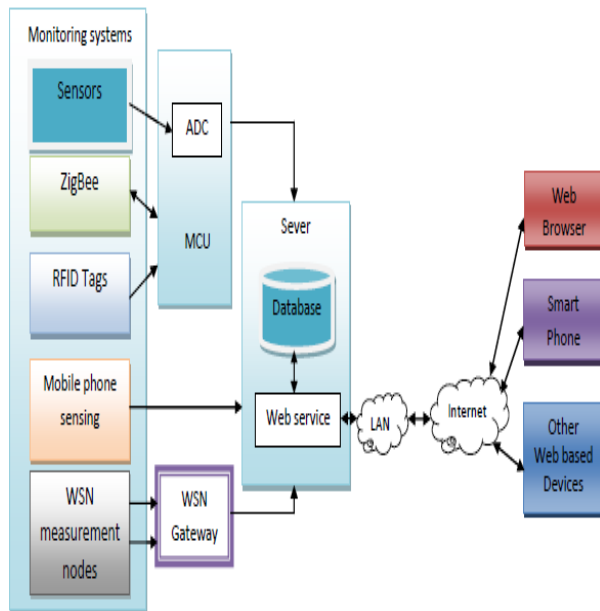 Monitoring systems
Sensors
ADC
ZigBee
MCU
RFID Tags
Sever
Database
Mobile phone
sensing
Web service
LAN
Internet
WSN
measurement
nodes
WSN
Gateway
Web
Browser
Smart
Phone
Other
Web based
Devices